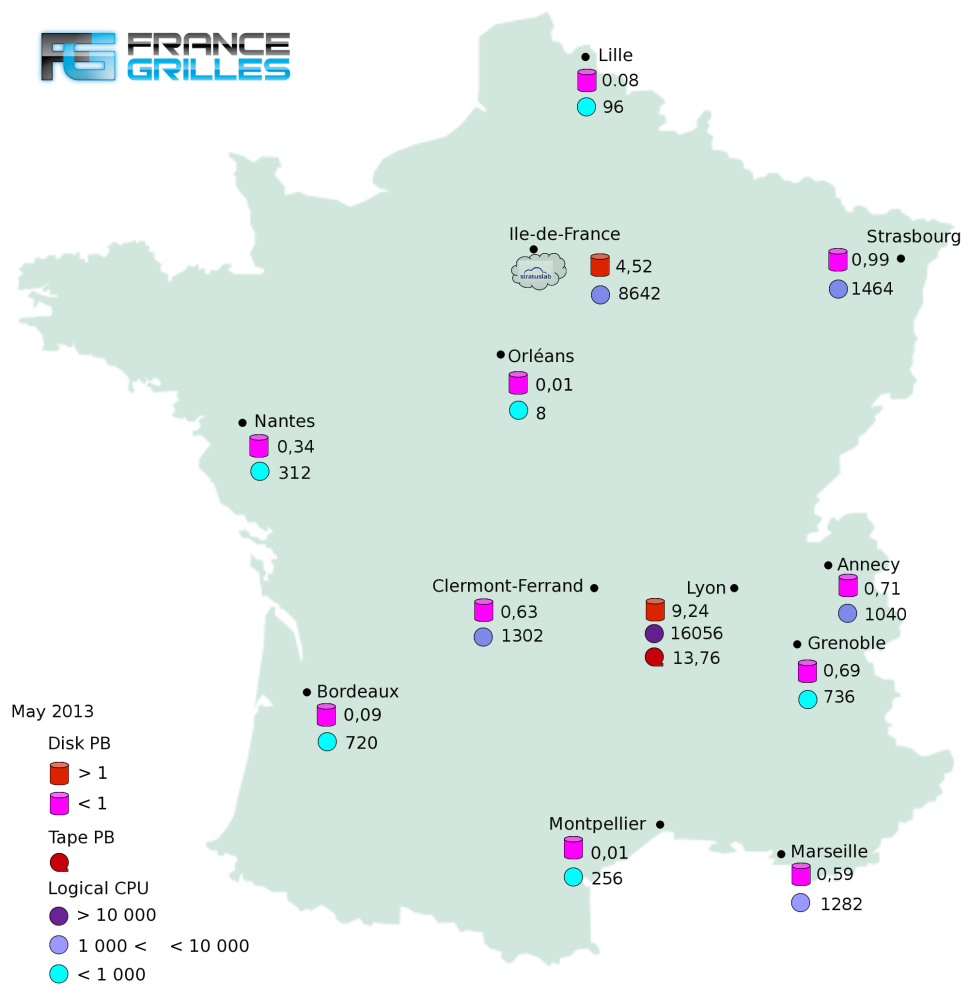 FRANCE
GRILLES
Lille
0.08
96
Ile-de-France
stratuslab
4,52
8642
Strasbourg
0,99
1464
Orléans
0,01
8
Nantes
0,34
312
Clermont-Ferrand
0,63
1302
Lyon
9,24
16056
13,76
Annecy
0,71
1040
Grenoble
0,69
736
Bordeaux
0,09
720
Montpellier
0,01
256
Marseille
0,59
1282
May 2013
Disk PB
> 1
< 1
Tape PB
Logical CPU
> 10 000
1 000 < < 10 000
< 1 000